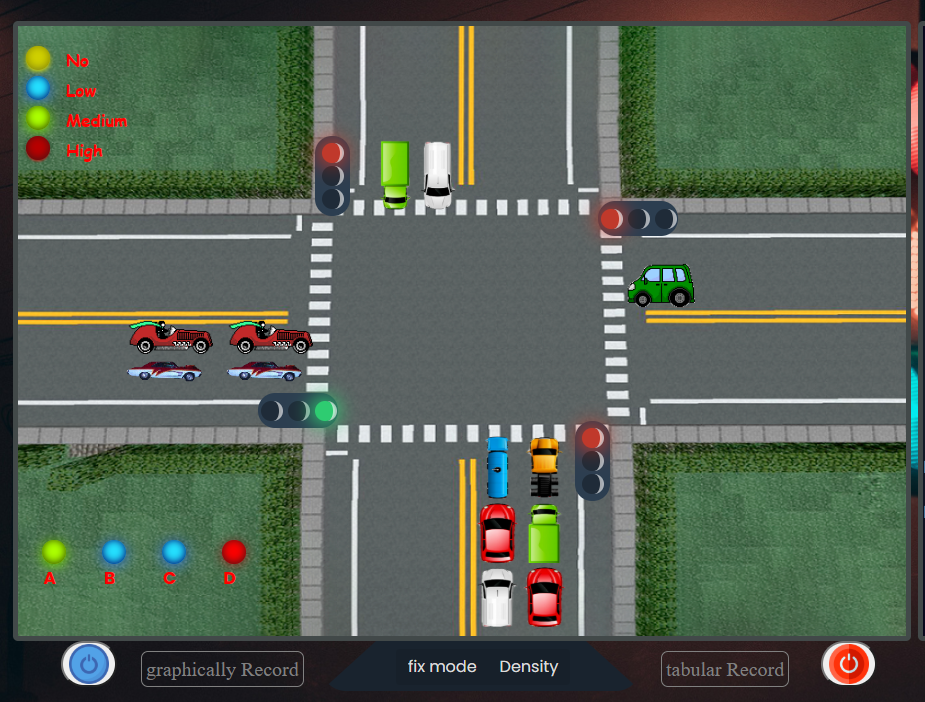 No
Low
Medium
High
A B C D
graphically Record
fix mode Density
tabular Record